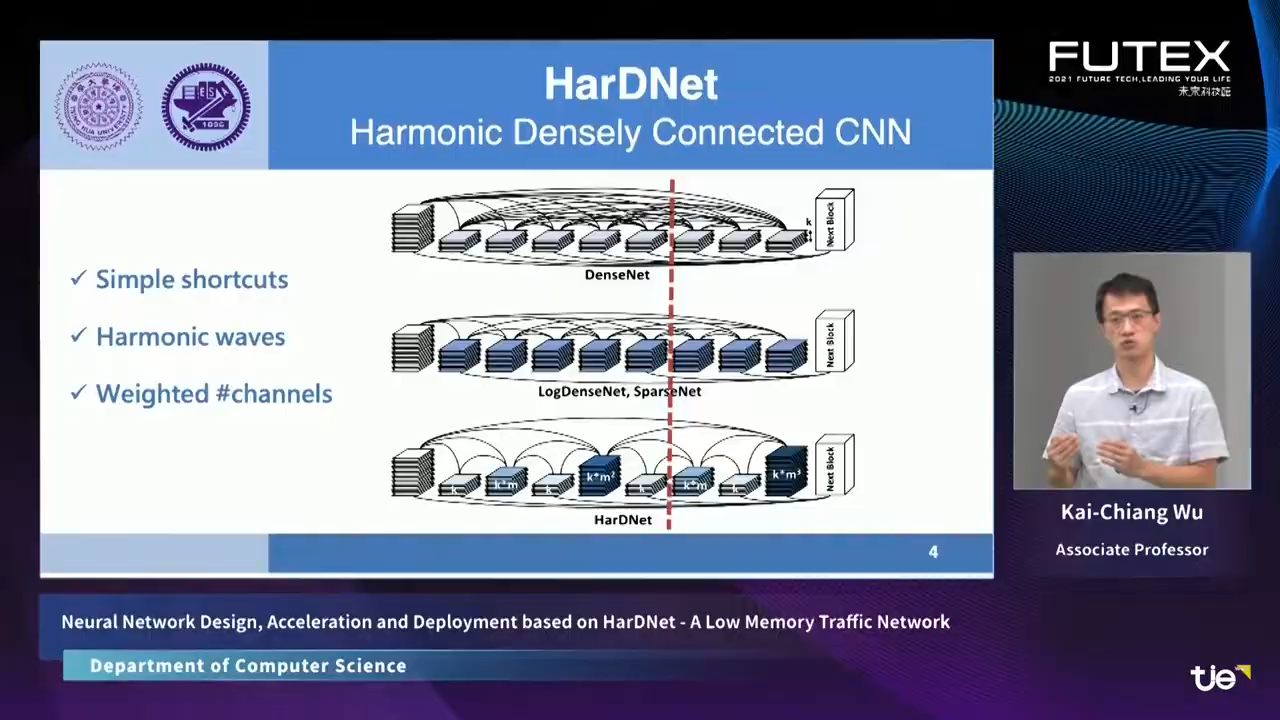 HarDNet
Harmonic Densely Connected CNN
FUTEX
2021 FUTURE TECH,LEADING YOUR LIFE
未來科技館
✓ Simple shortcuts
✓ Harmonic waves
✓ Weighted #channels
k
Next Block
DenseNet
Next Block
LogDenseNet, SparseNet
k
k*m
k
k*m²
k
k*m
k
k*m³
Next Block
HarDNet
4
Kai-Chiang Wu
Associate Professor
Neural Network Design, Acceleration and Deployment based on HarDNet - A Low Memory Traffic Network
Department of Computer Science
tie